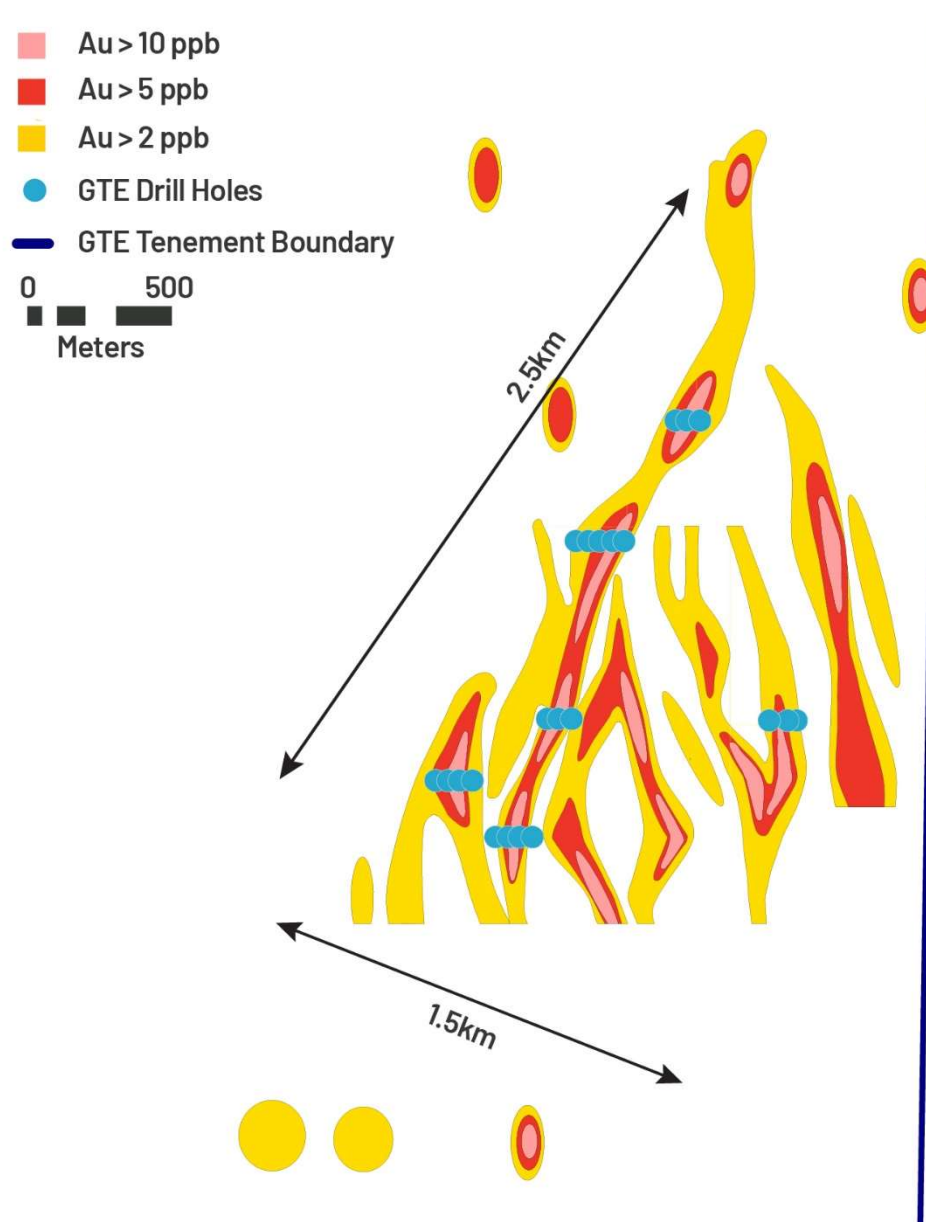 Au > 10 ppb
Au > 5 ppb
Au > 2 ppb
GTE Drill Holes
GTE Tenement Boundary
0 500
Meters
2.5km
1.5km